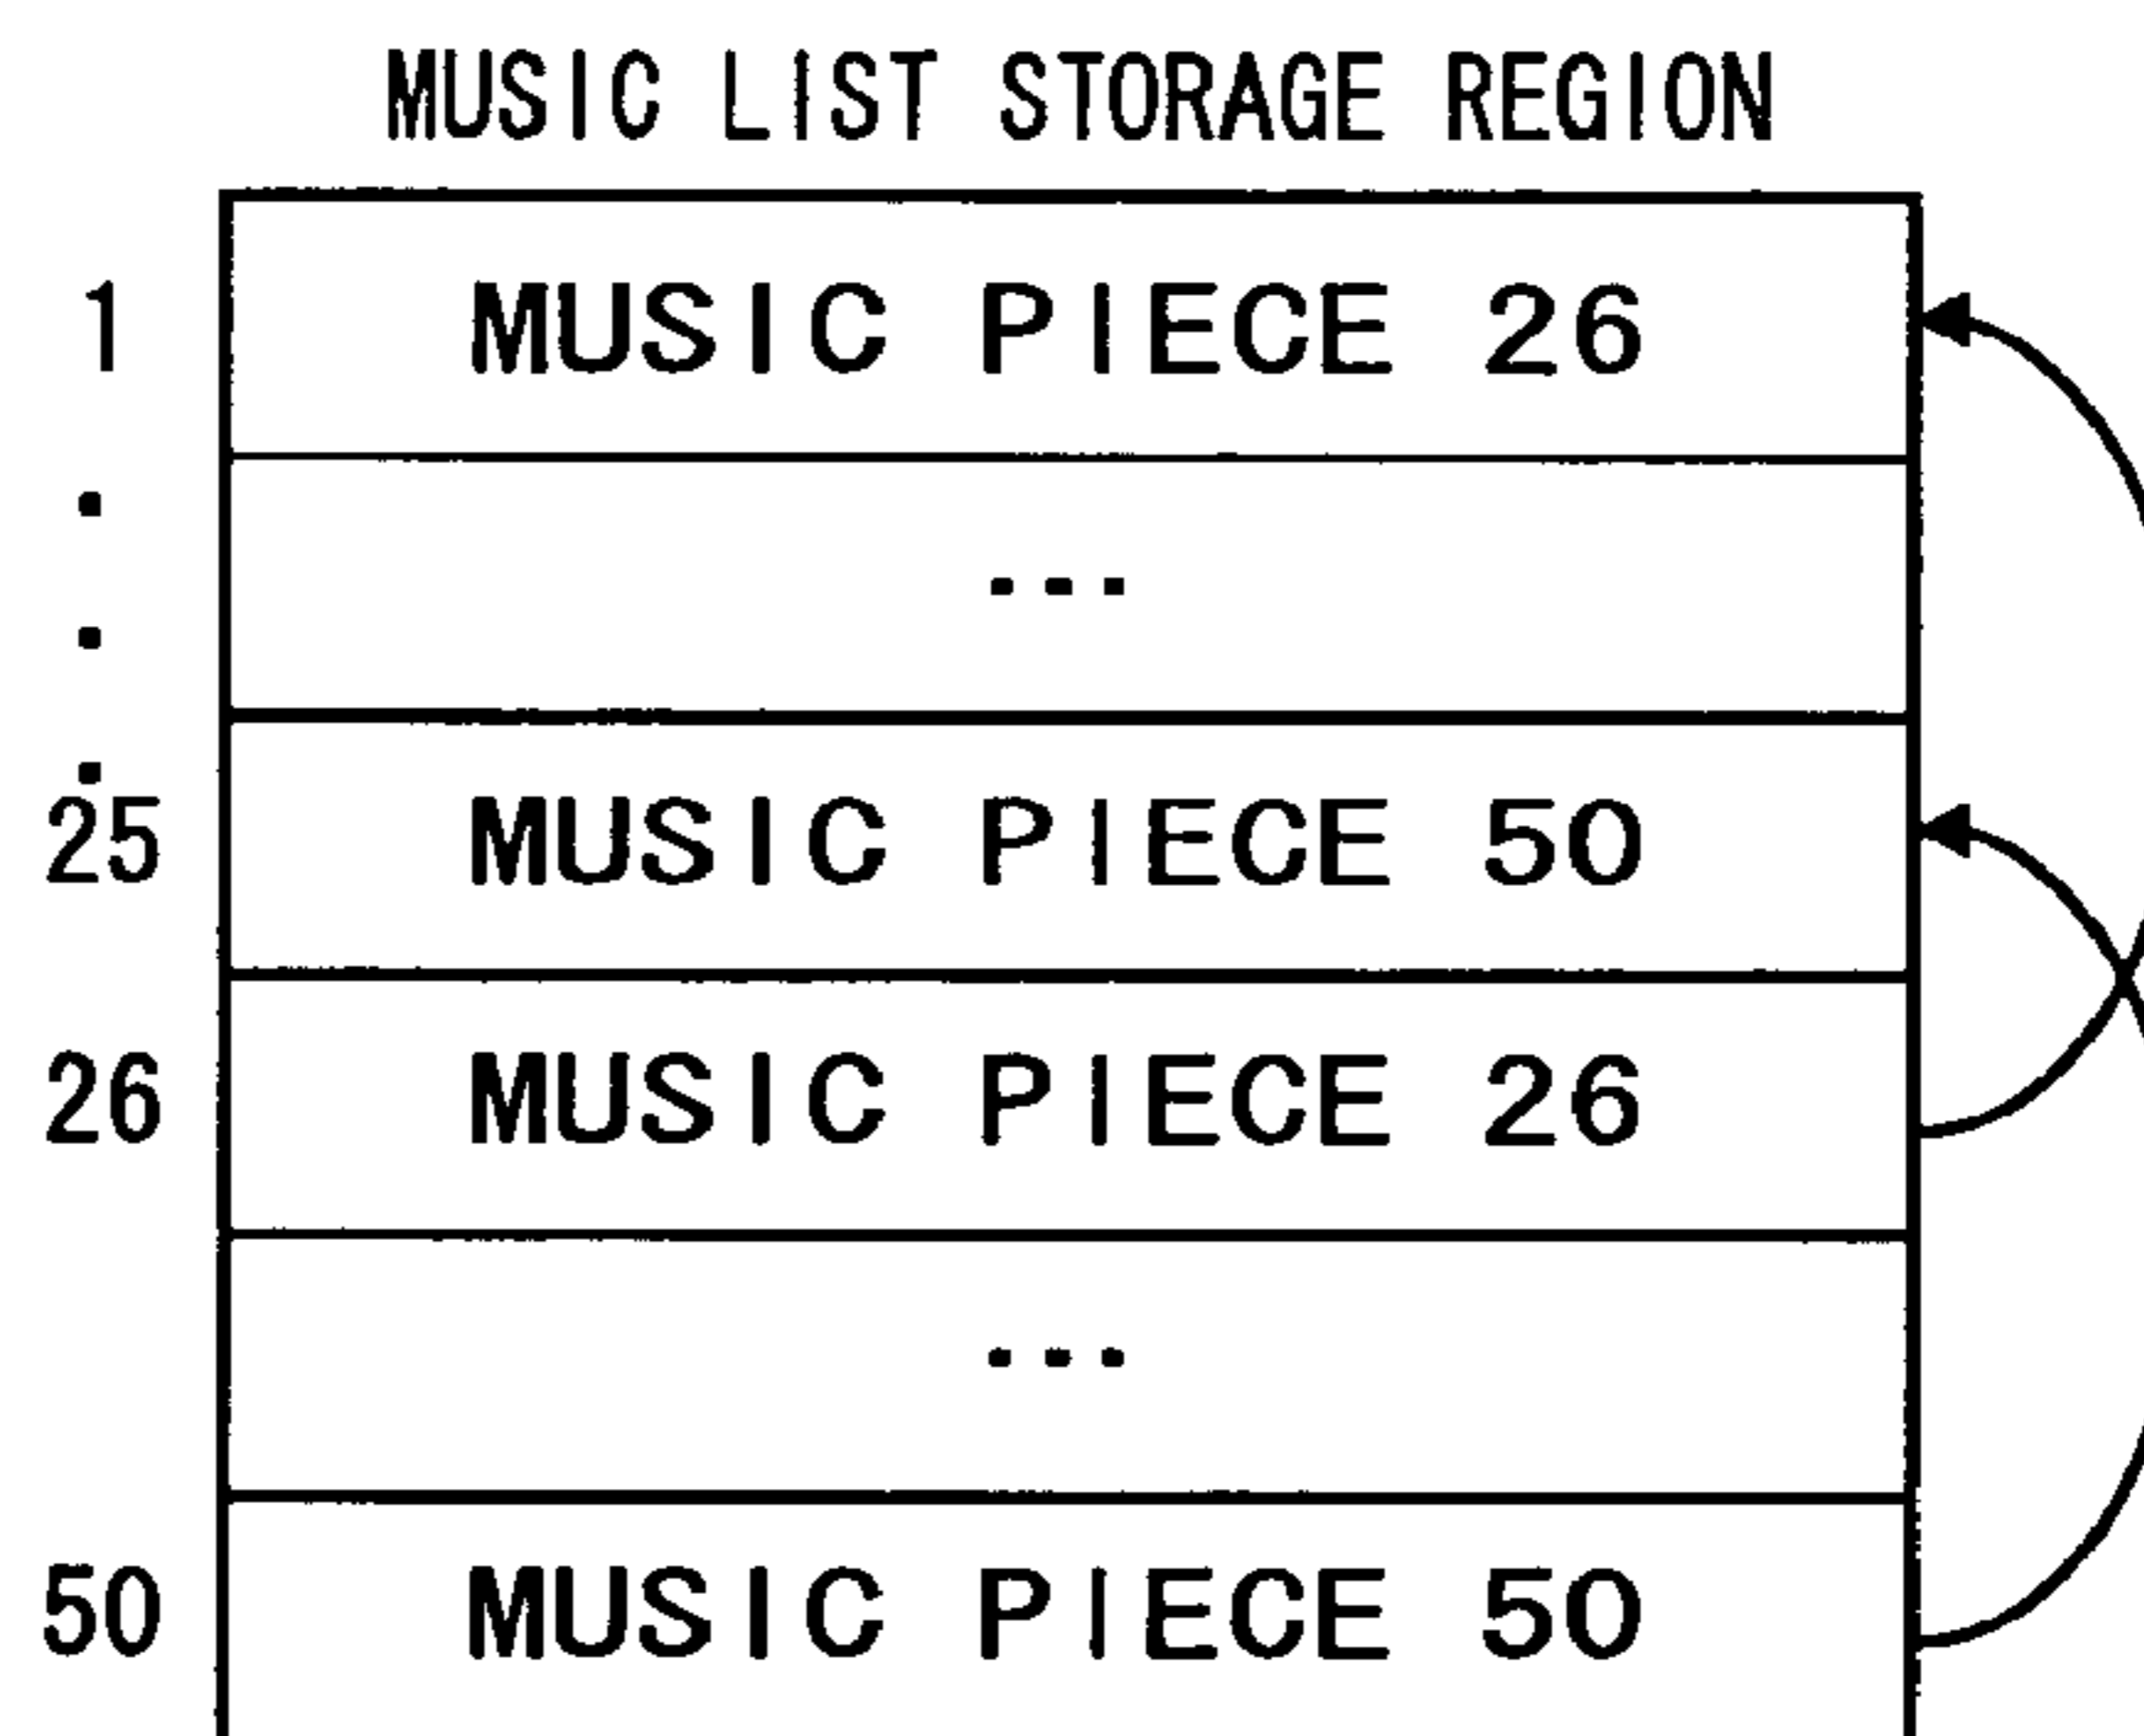 MUSIC LIST STORAGE REGION
1 MUSIC PIECE 26
...
25 MUSIC PIECE 50
26 MUSIC PIECE 26
...
50 MUSIC PIECE 50